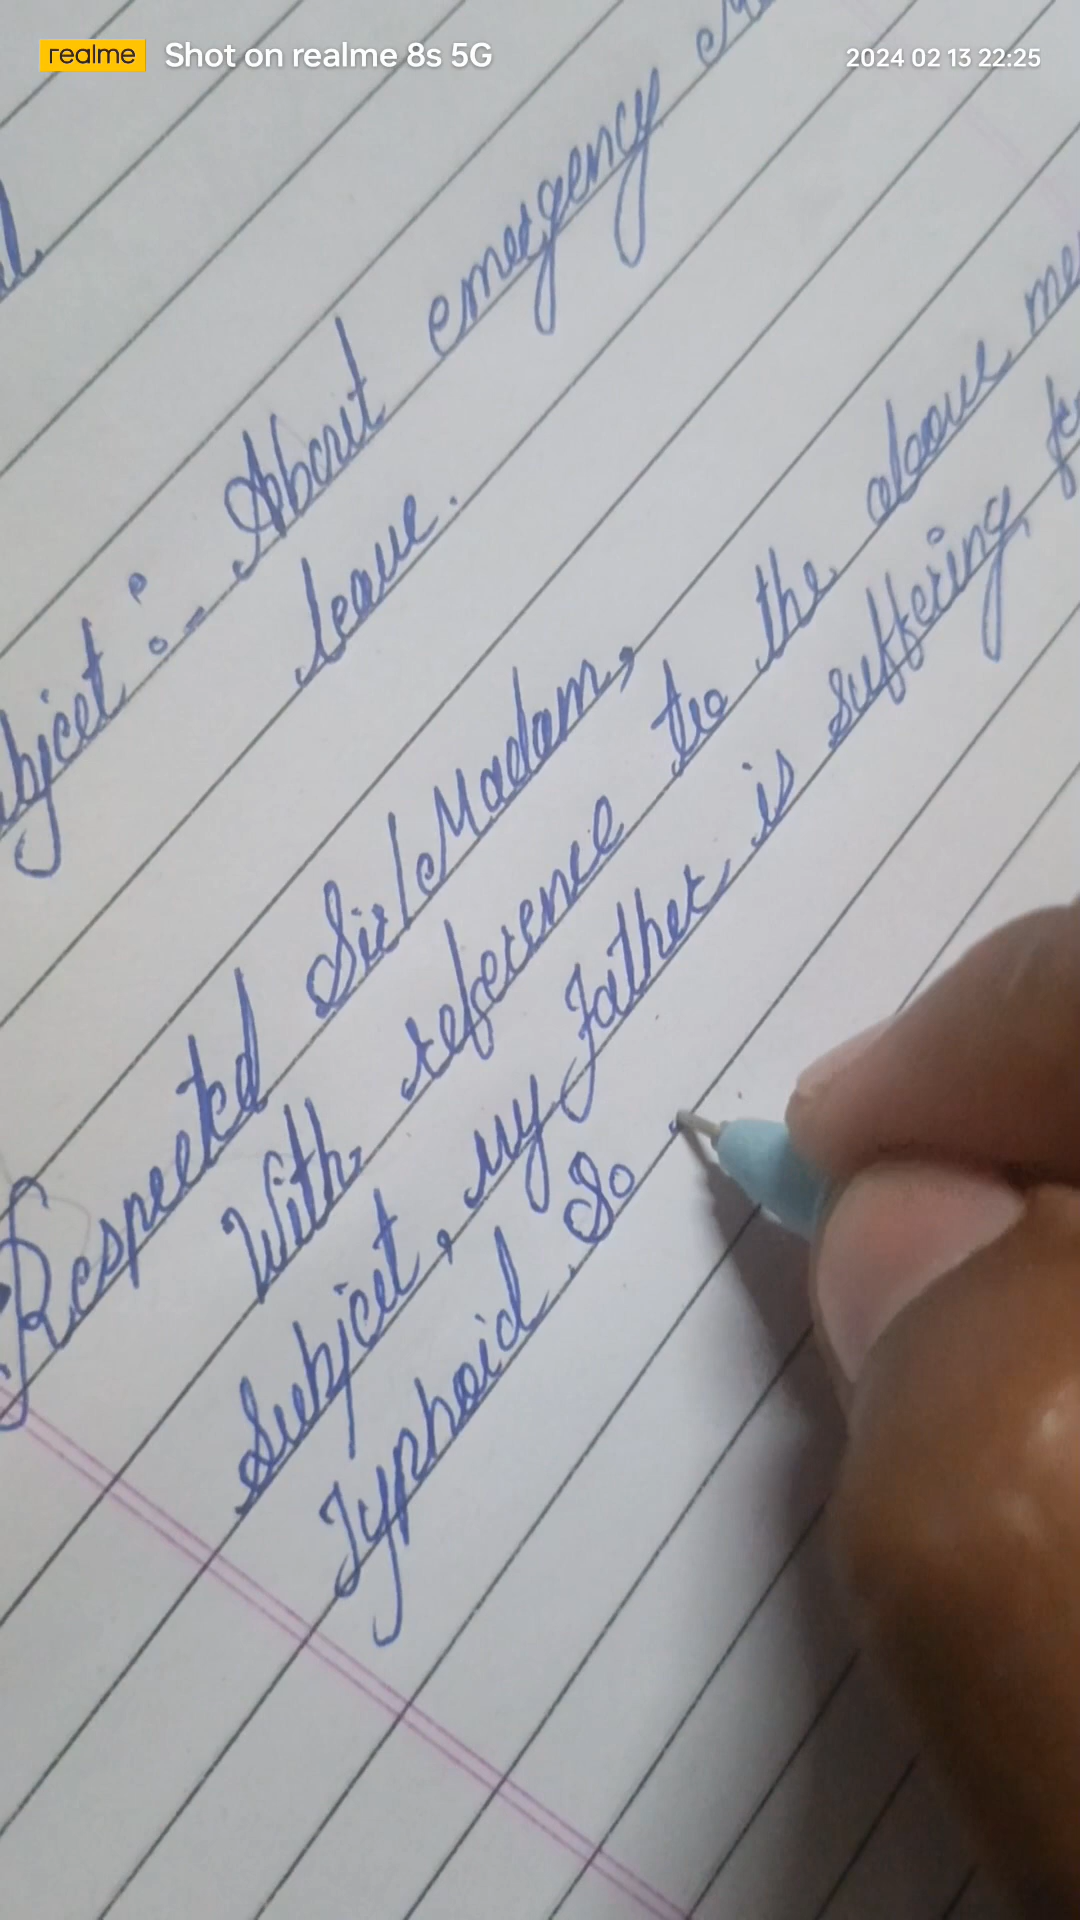 realme Shot on realme 8s 5G
2024 02 13 22:25
Subject :- About emergency
leave.
Respected Sir/Madam,
With reference to the above
Subject, my Father is suffering
Typhoid. So